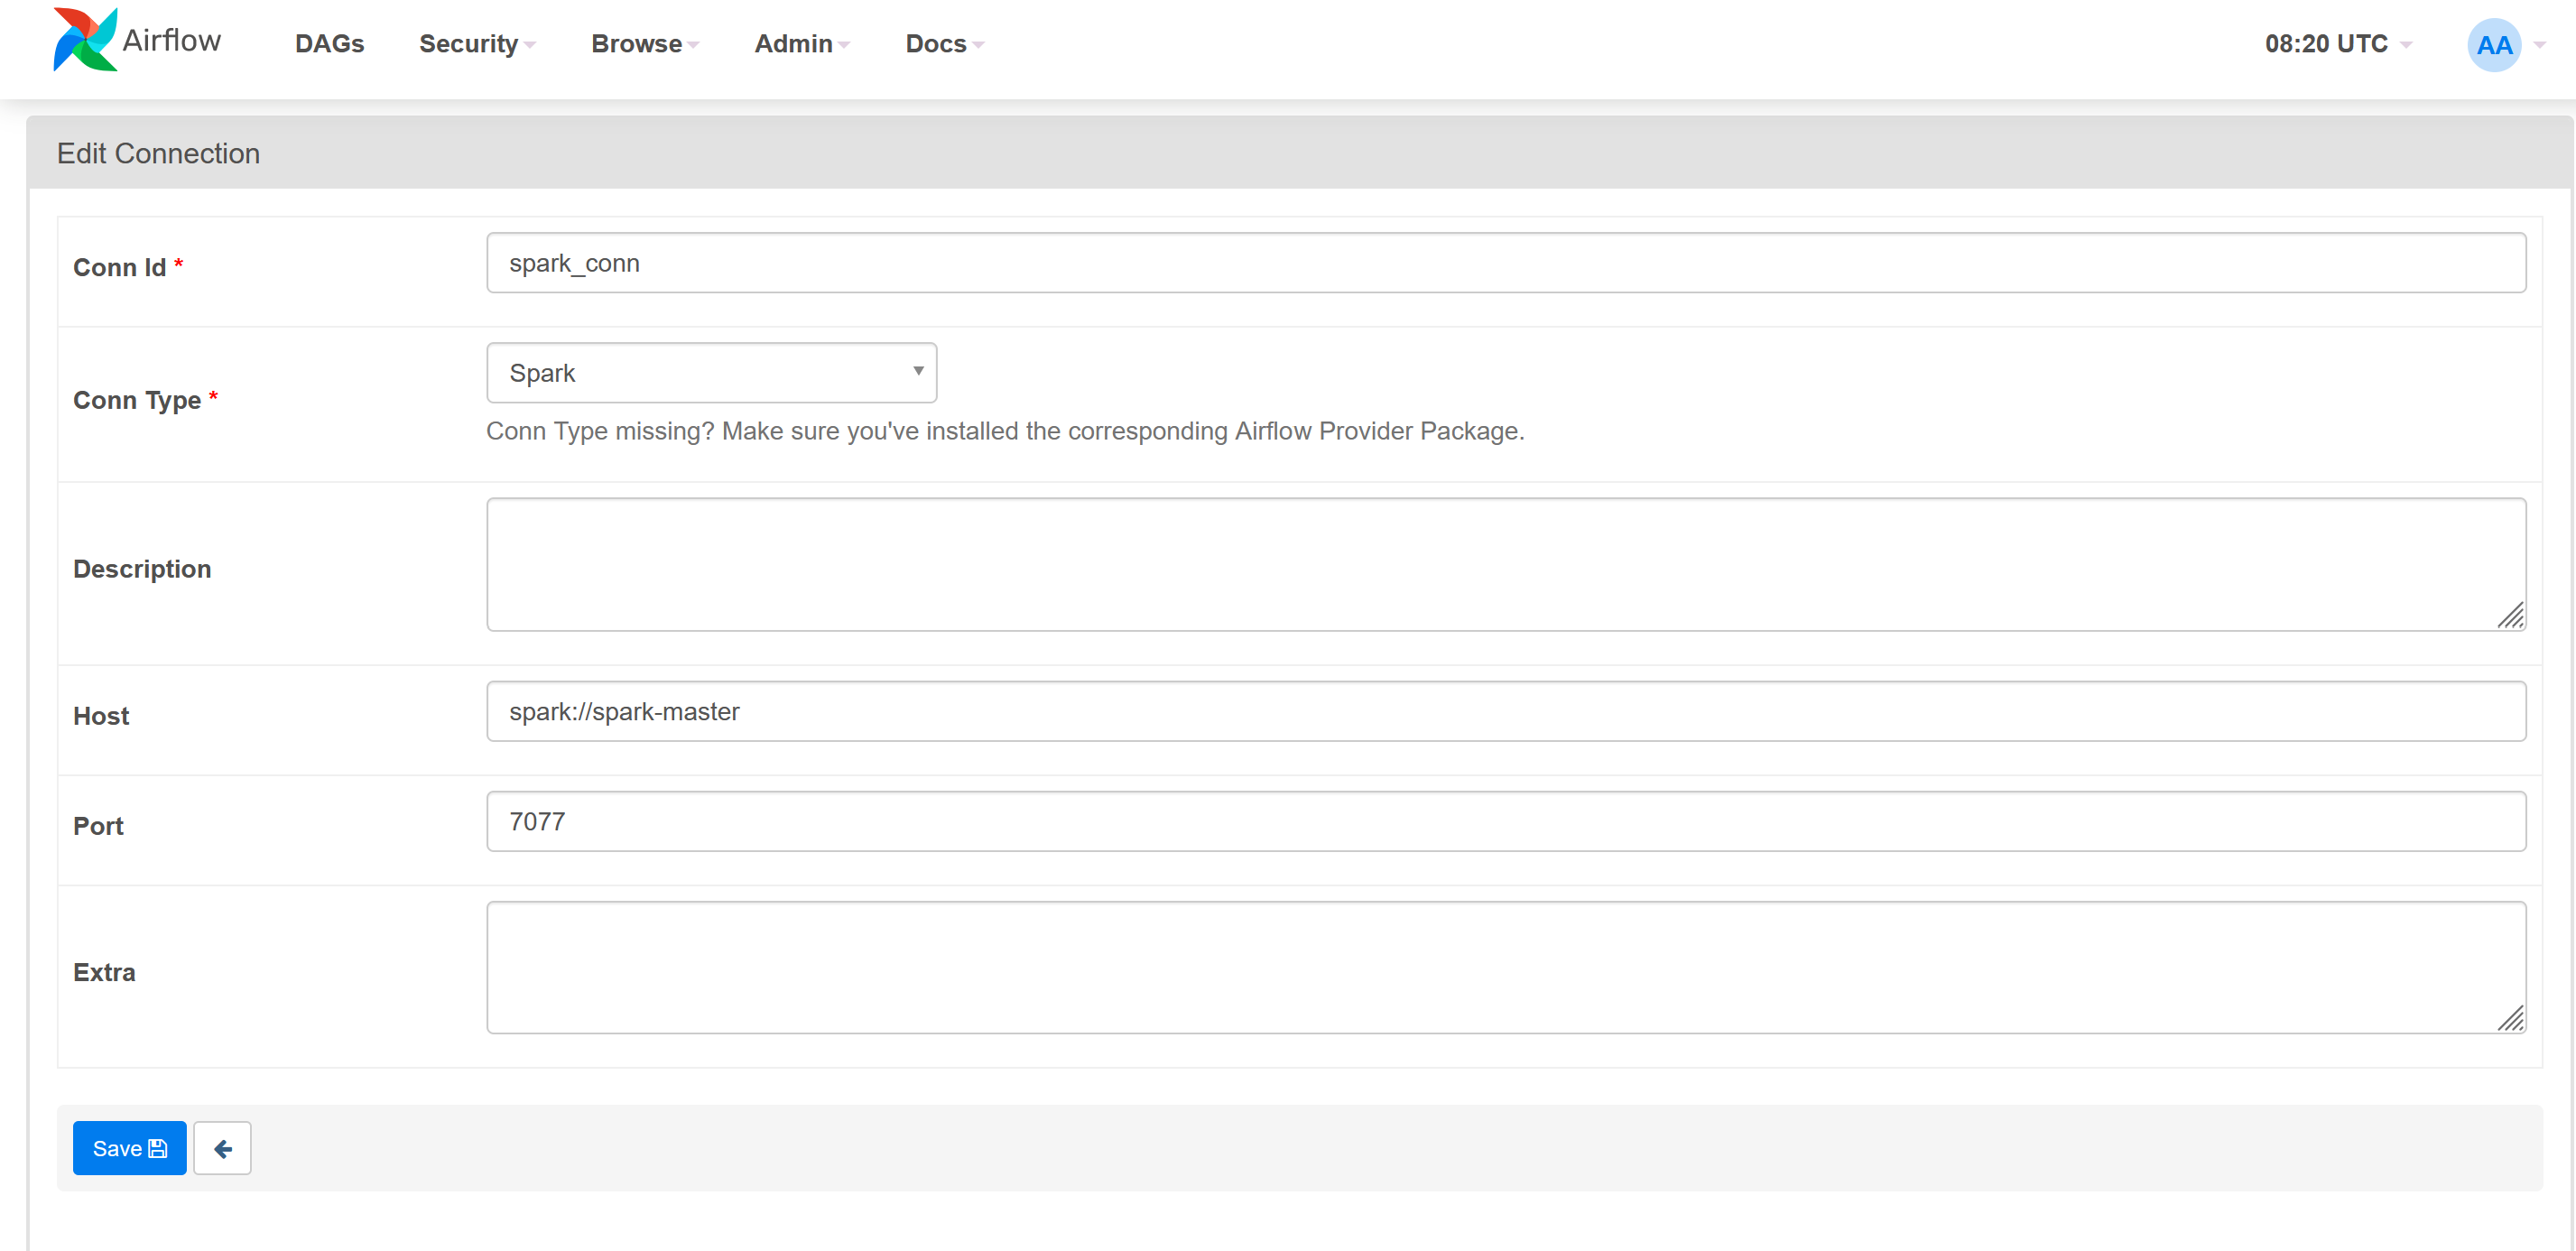 Airflow DAGs Security Browse Admin Docs 08:20 UTC AA
Edit Connection
Conn Id * spark_conn
Conn Type * Spark
Conn Type missing? Make sure you've installed the corresponding Airflow Provider Package.
Description
Host spark://spark-master
Port 7077
Extra
Save